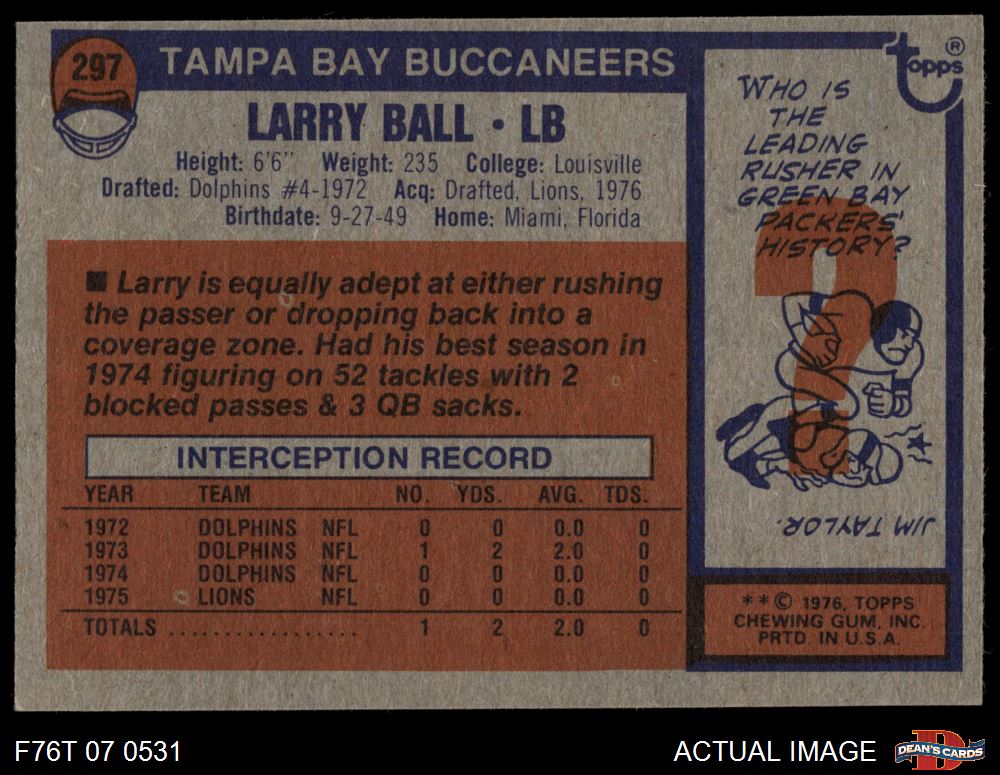 297
TAMPA BAY BUCCANEERS
LARRY BALL • LB
Height: 6'6" Weight: 235 College: Louisville
Drafted: Dolphins #4-1972 Acq: Drafted, Lions, 1976
Birthdate: 9-27-49 Home: Miami, Florida
■ Larry is equally adept at either rushing
the passer or dropping back into a
coverage zone. Had his best season in
1974 figuring on 52 tackles with 2
blocked passes & 3 QB sacks.
INTERCEPTION RECORD
YEAR TEAM NO. YDS. AVG. TDS.
1972 DOLPHINS NFL 0 0 0.0 0
1973 DOLPHINS NFL 1 2 2.0 0
1974 DOLPHINS NFL 0 0 0.0 0
1975 LIONS NFL 0 0 0.0 0
TOTALS ................. 1 2 2.0 0
topps ®
WHO IS
THE
LEADING
RUSHER IN
GREEN BAY
PACKERS'
HISTORY?
?
JIM TAYLOR.
** © 1976, TOPPS
CHEWING GUM, INC.
PRTD. IN U.S.A.
F76T 07 0531
ACTUAL IMAGE
D
DEAN'S CARDS